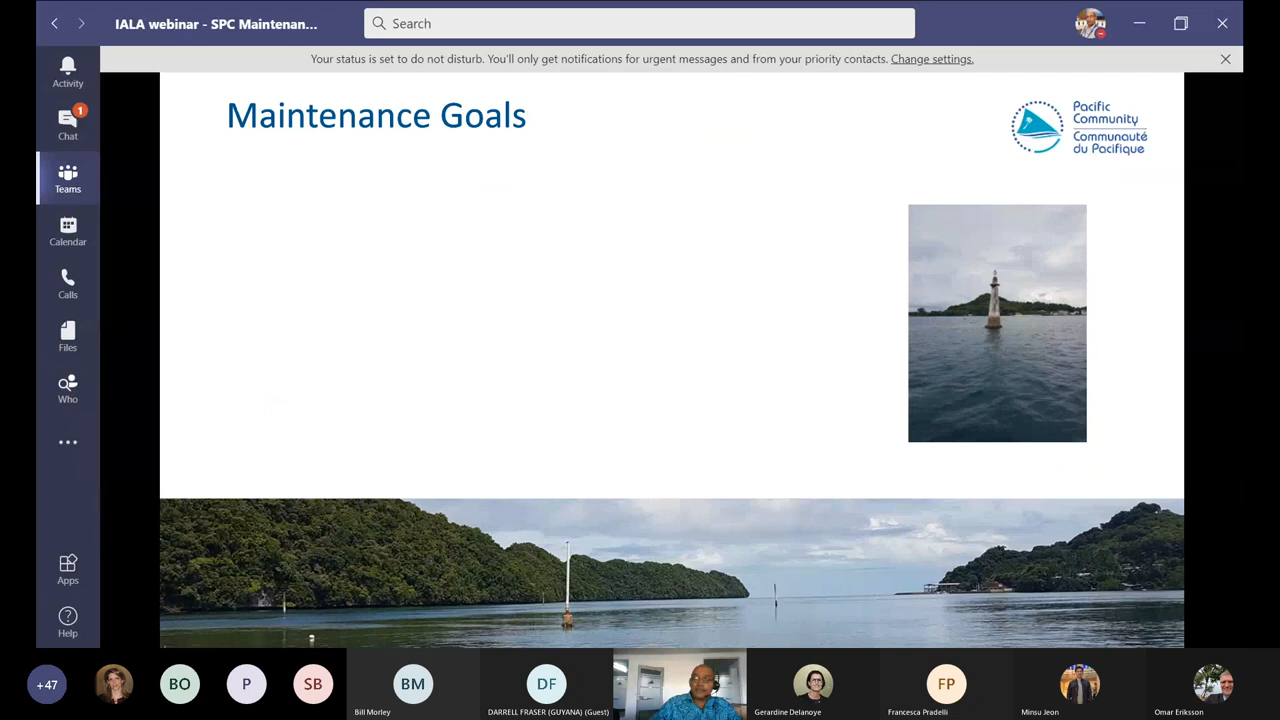 IALA webinar - SPC Maintenan...
Search
Your status is set to do not disturb. You'll only get notifications for urgent messages and from your priority contacts. Change settings.
Activity
1
Chat
Teams
Calendar
Calls
Files
Who
Apps
Help
Maintenance Goals
Pacific
Community
Communauté
du Pacifique
+47
BO
P
SB
BM
Bill Morley
DF
DARRELL FRASER (GUYANA) (Guest)
Gerardine Delanoye
FP
Francesca Pradelli
Minsu Jeon
Omar Eriksson